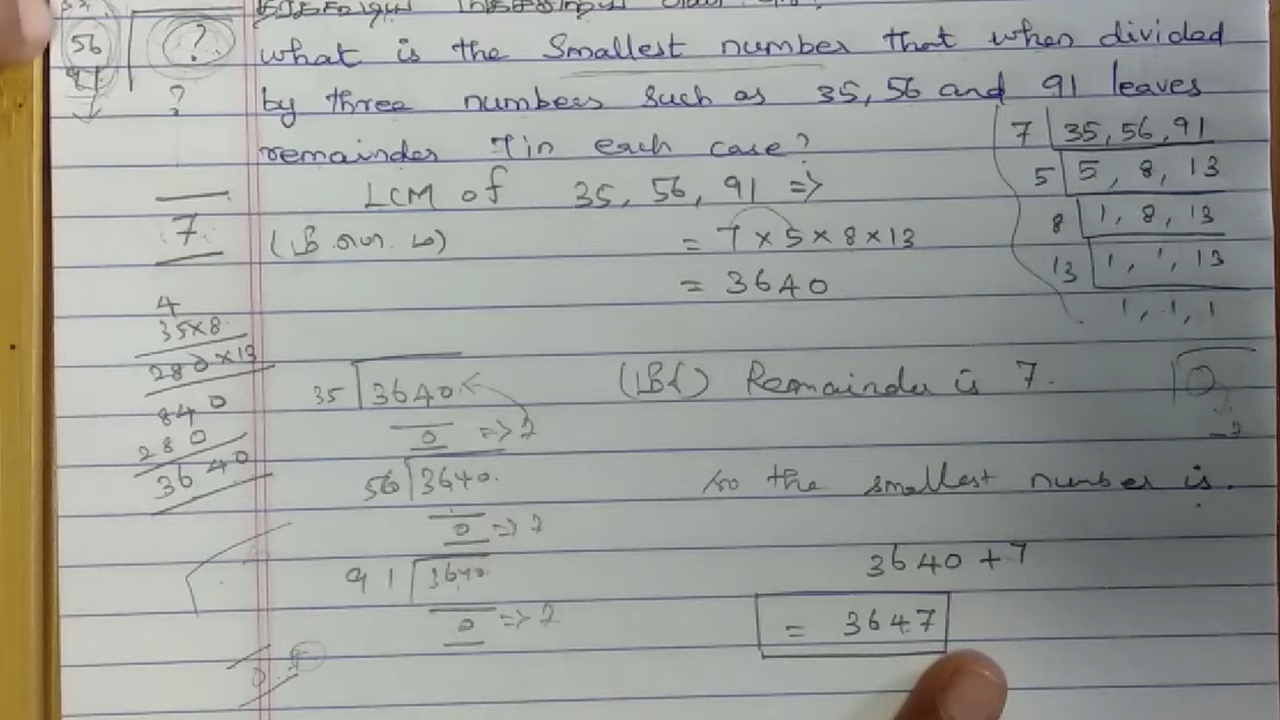 56
?
91
?
What is the Smallest number that when divided
by three numbers such as 35, 56 and 91 leaves
remainder 7 in each case?
7 | 35, 56, 91
5 | 5, 8, 13
8 | 1, 8, 13
13 | 1, 1, 13
1, 1, 1
LCM of 35, 56, 91 =>
7
= 7 x 5 x 8 x 13
= 3640
4
35x8
280 x 13
840
280
3640
35 | 3640
0 => 7
56 | 3640
0 => 7
91 | 3640
0 => 7
Remainder is 7.
0
so the smallest number is.
3640 + 7
= 3647